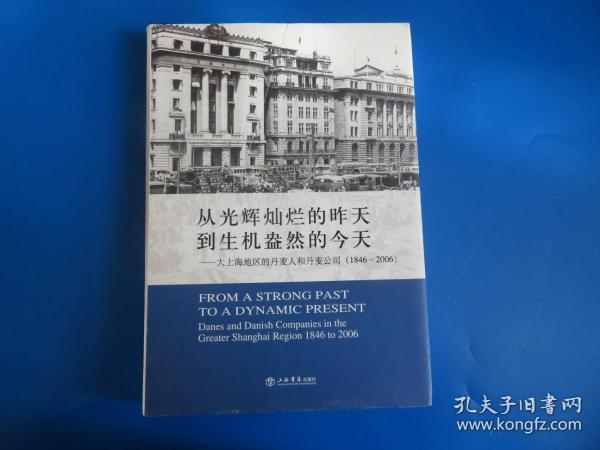 从光辉灿烂的昨天
到生机盎然的今天
——大上海地区的丹麦人和丹麦公司（1846－2006）
FROM A STRONG PAST
TO A DYNAMIC PRESENT
Danes and Danish Companies in the
Greater Shanghai Region 1846 to 2006
上海书店出版社
孔夫子旧书网
www.kongfz.com